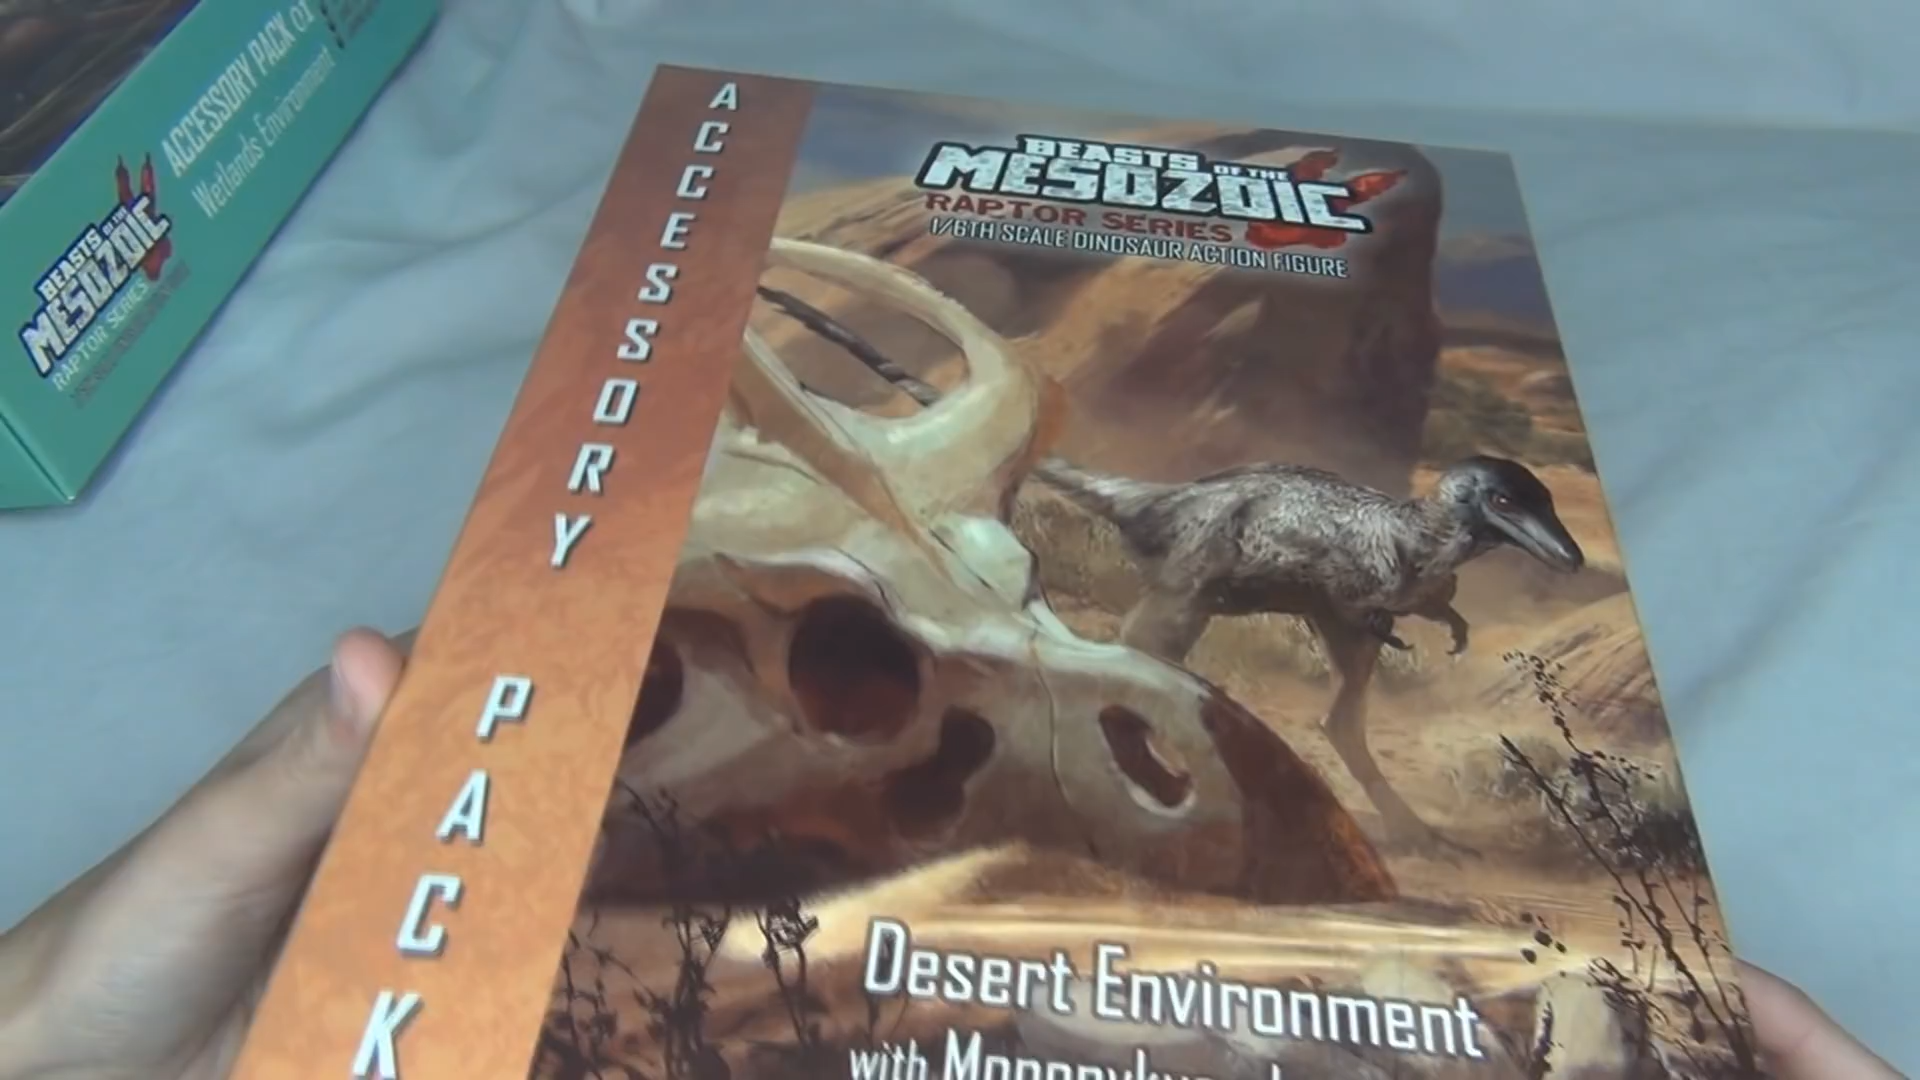 ACCESSORY PACK 01
Wetlands Environment
BEASTS OF THE
MESOZOIC
RAPTOR SERIES
ACCESSORY PACK
BEASTS OF THE
MESOZOIC
RAPTOR SERIES
1/6TH SCALE DINOSAUR ACTION FIGURE
Desert Environment
with